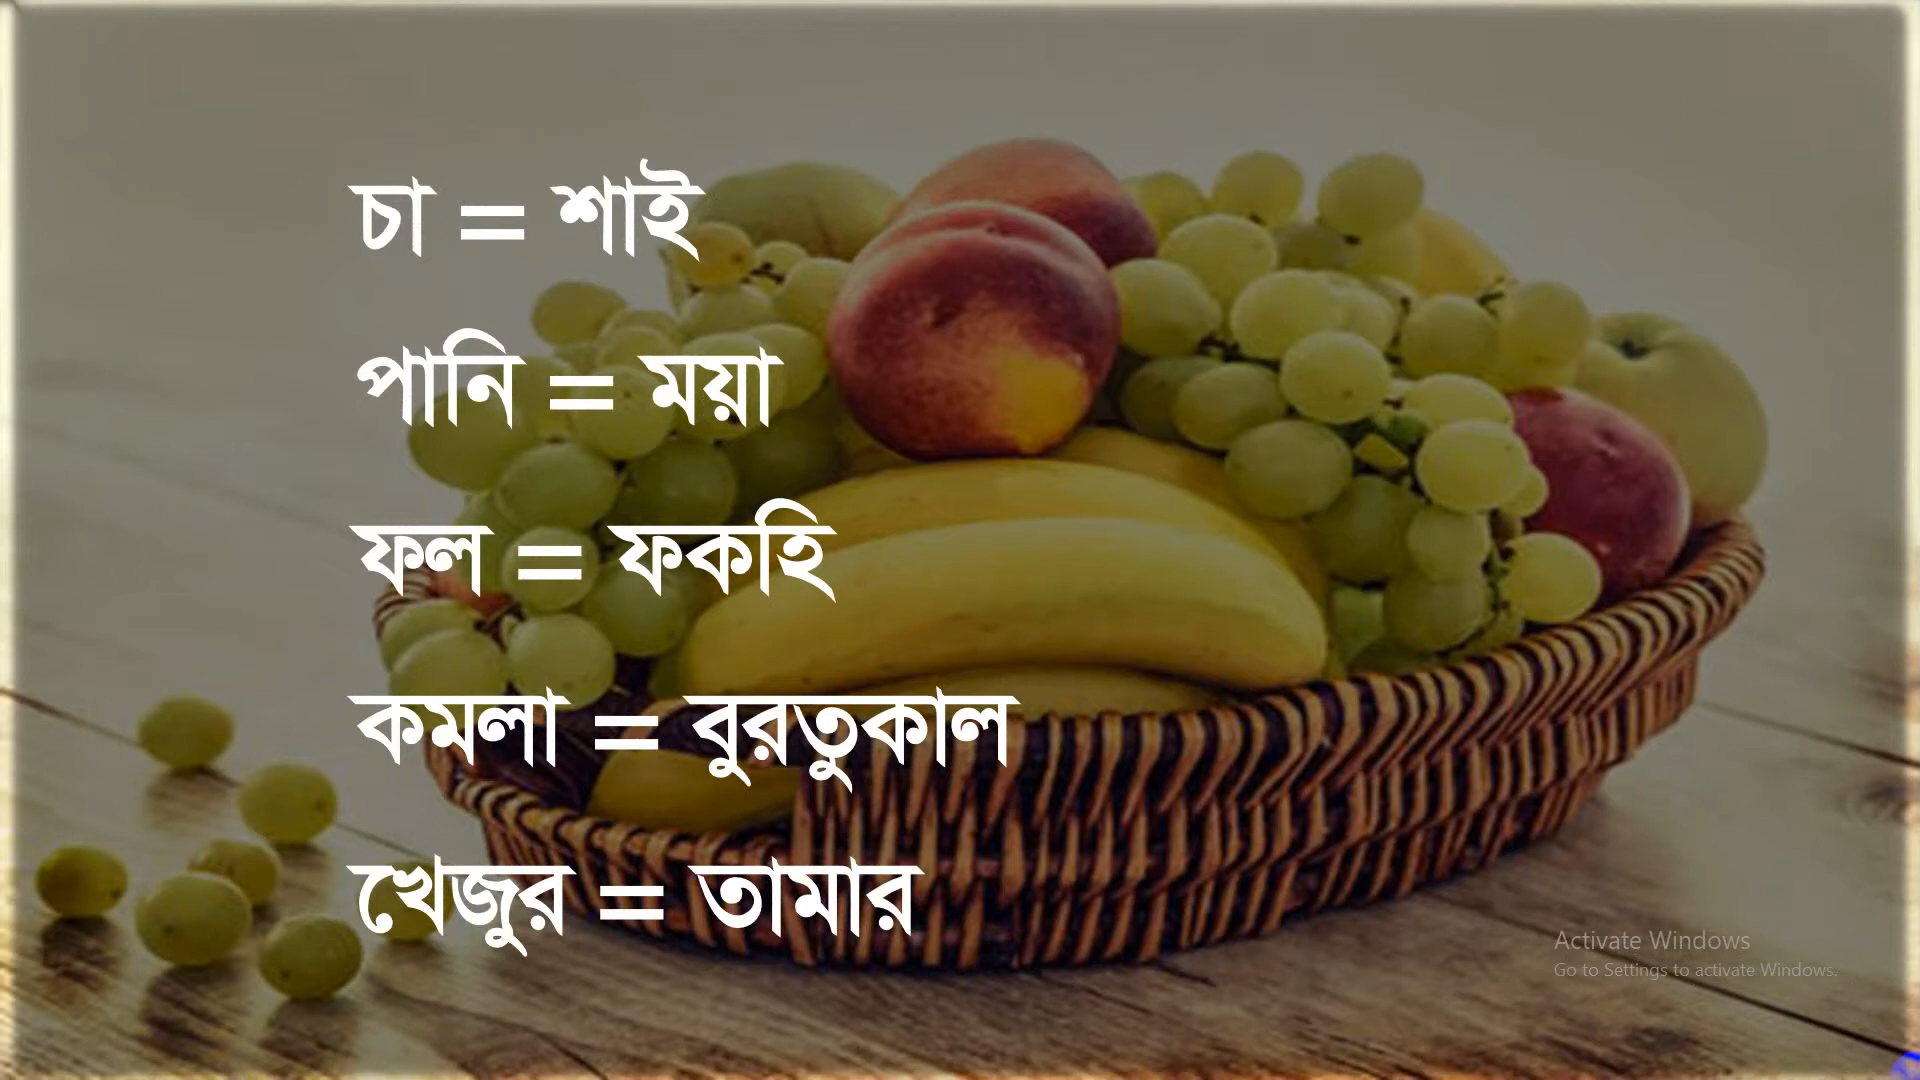 চা = শাই
পানি = ময়া
ফল = ফকহি
কমলা = বুরতুকাল
খেজুর = তামার
Activate Windows
Go to Settings to activate Windows.